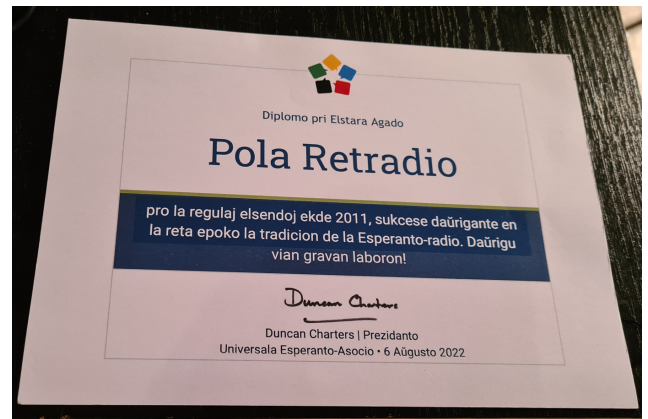 Diplomo pri Elstara Agado
Pola Retradio
pro la regulaj elsendoj ekde 2011, sukcese daŭrigante en
la reta epoko la tradicion de la Esperanto-radio. Daŭrigu
vian gravan laboron!
Duncan Charters
Duncan Charters | Prezidanto
Universala Esperanto-Asocio • 6 Aŭgusto 2022